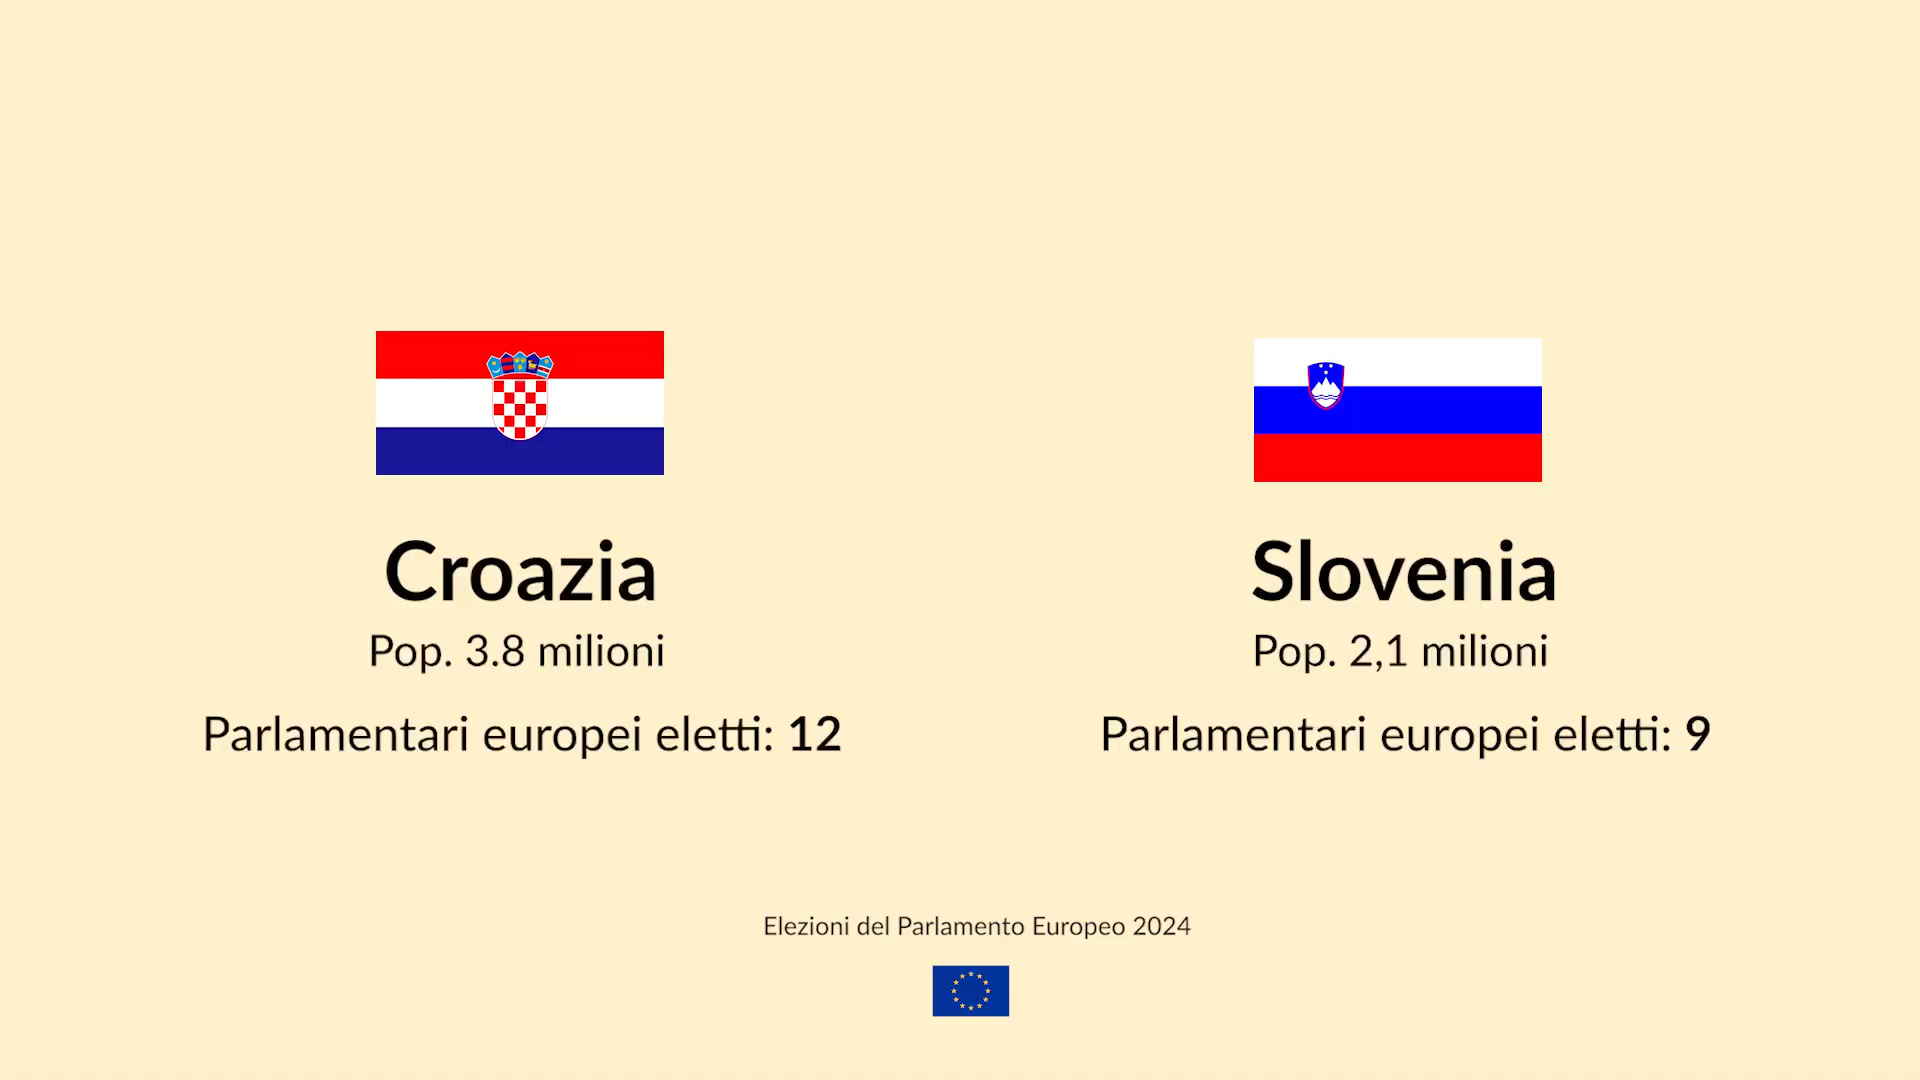 Croazia
Pop. 3.8 milioni
Parlamentari europei eletti: 12
Slovenia
Pop. 2,1 milioni
Parlamentari europei eletti: 9
Elezioni del Parlamento Europeo 2024